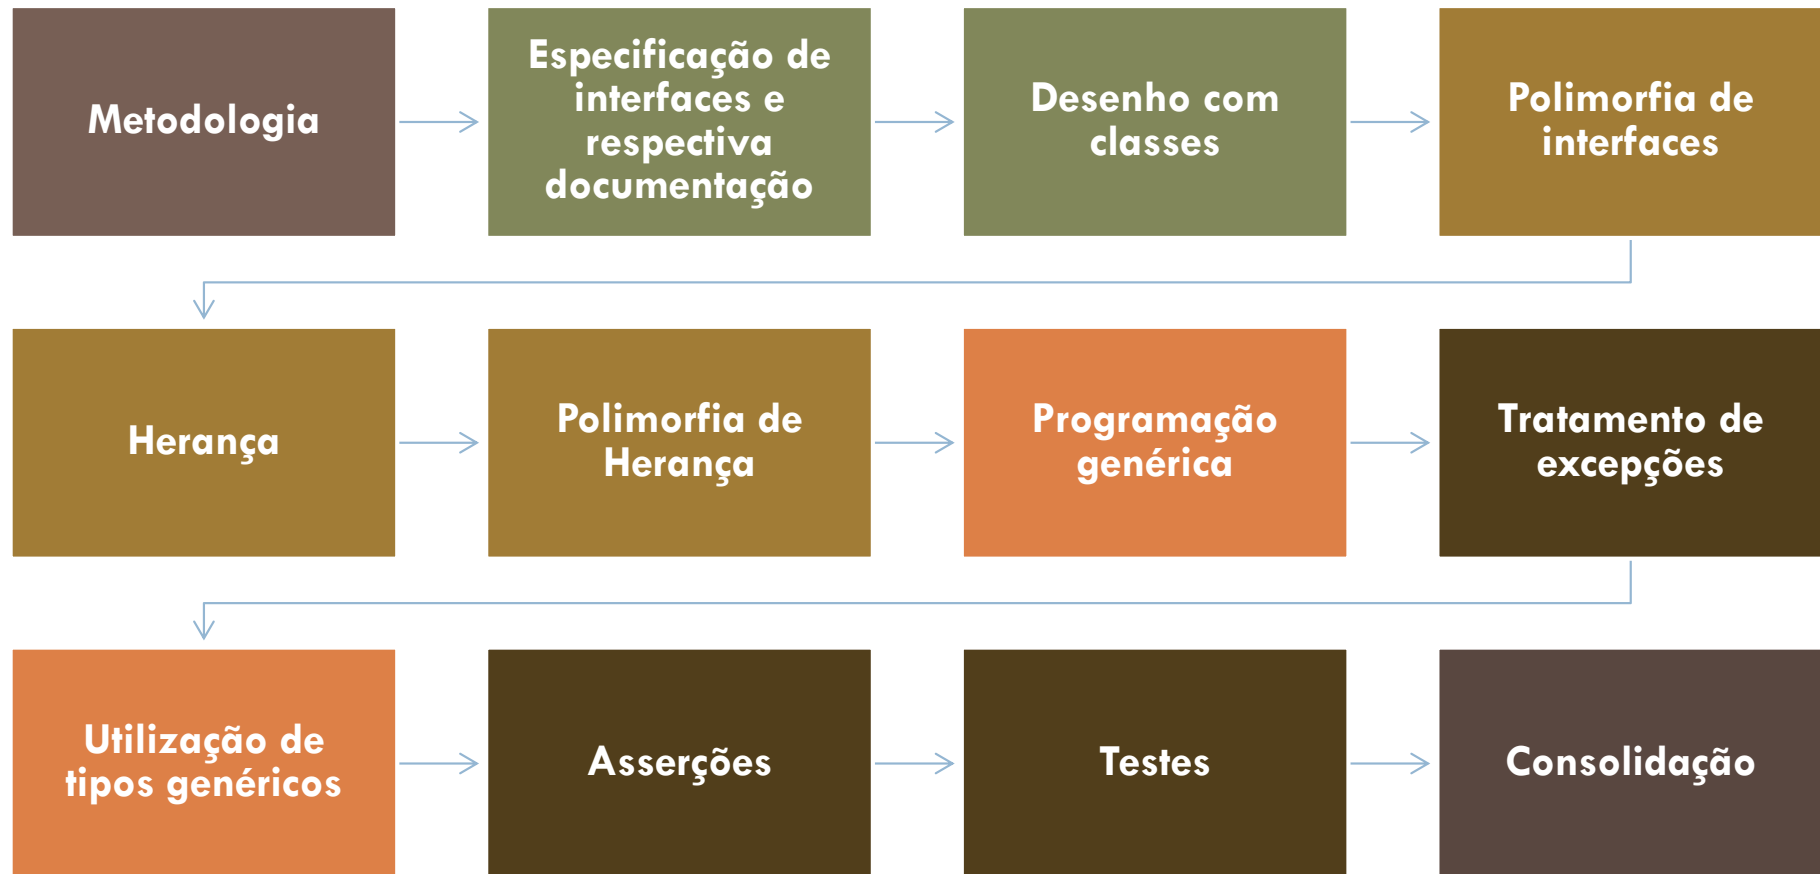 Metodologia
Especificação de
interfaces e
respectiva
documentação
Desenho com
classes
Polimorfia de
interfaces
Herança
Polimorfia de
Herança
Programação
genérica
Tratamento de
excepções
Utilização de
tipos genéricos
Asserções
Testes
Consolidação